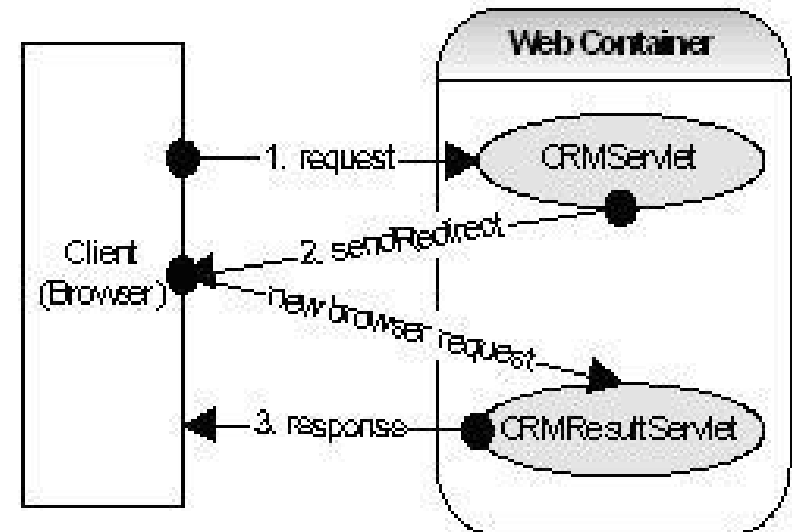 Web Container
1. request
CRMServlet
2. sendRedirect
Client
(Browser)
new browser request
3. response
CRMResultServlet